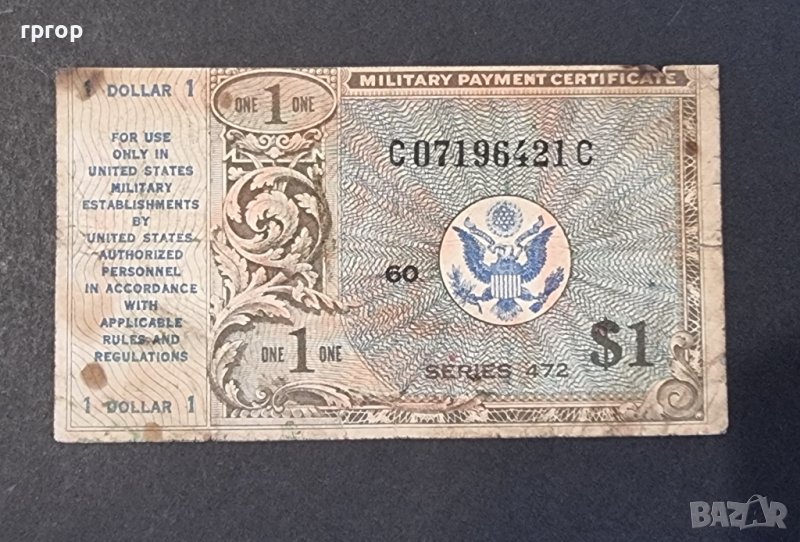 rprop
1 DOLLAR 1
FOR USE
ONLY IN
UNITED STATES
MILITARY
ESTABLISHMENTS
BY
UNITED STATES
AUTHORIZED
PERSONNEL
IN ACCORDANCE
WITH
APPLICABLE
RULES AND
REGULATIONS
1 DOLLAR 1
ONE 1 ONE
ONE 1 ONE
MILITARY PAYMENT CERTIFICATE
C07196421C
60
SERIES 472
$1
BAZAR